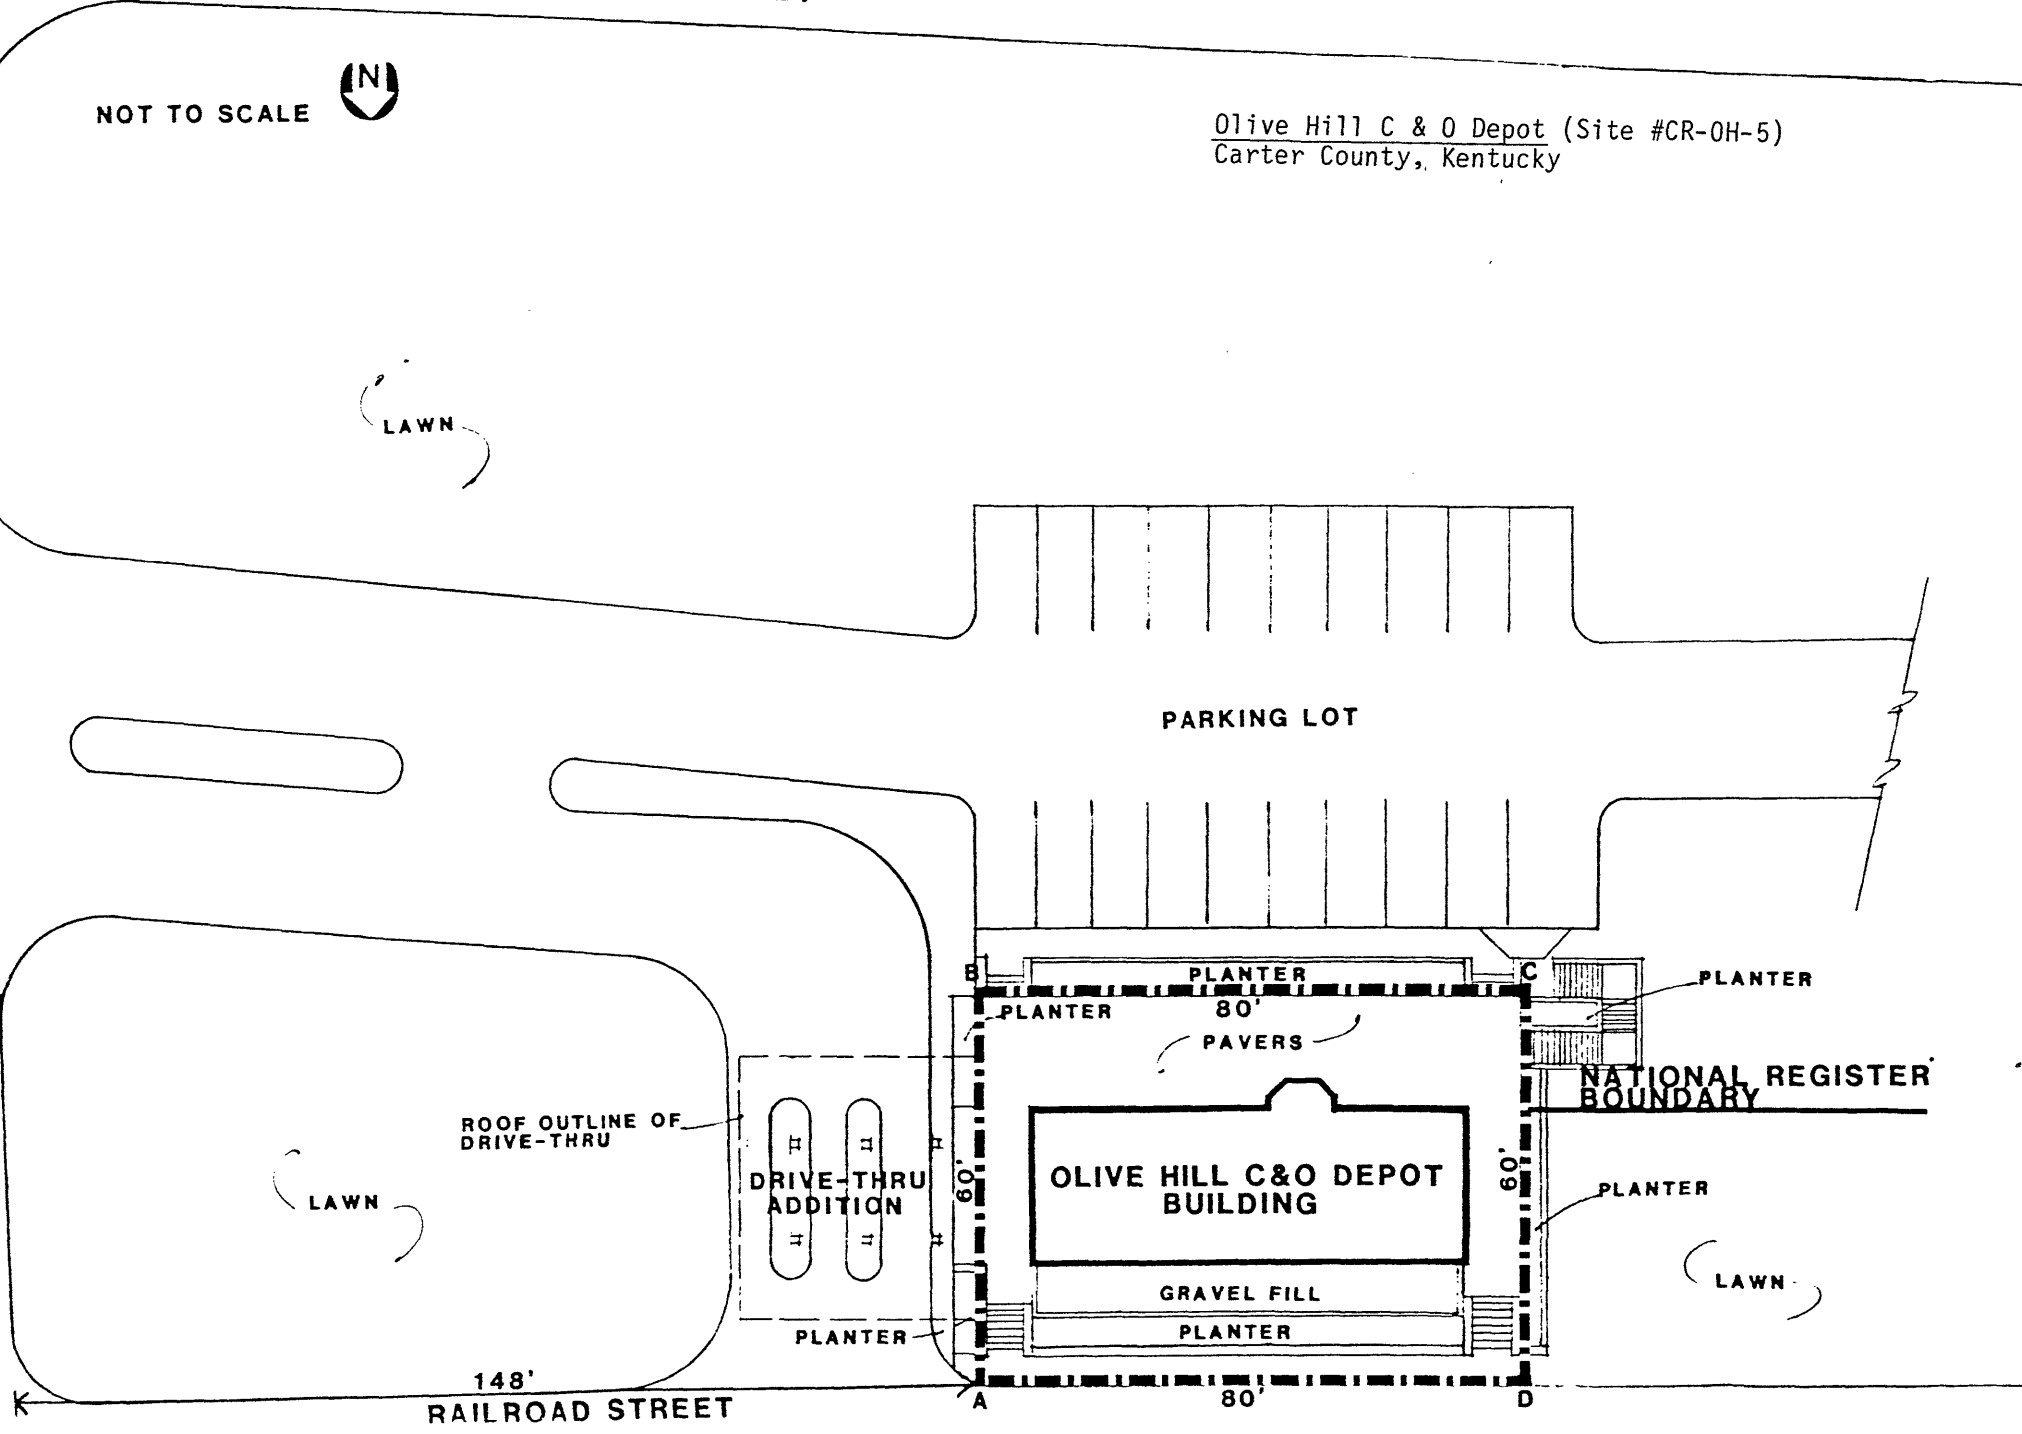 N
NOT TO SCALE
Olive Hill C & O Depot (Site #CR-OH-5)
Carter County, Kentucky
LAWN
PARKING LOT
B
PLANTER
C
PLANTER
80'
PLANTER
PAVERS
NATIONAL REGISTER
BOUNDARY
ROOF OUTLINE OF
DRIVE-THRU
DRIVE-THRU
ADDITION
60'
OLIVE HILL C&O DEPOT
BUILDING
60'
PLANTER
LAWN
LAWN
GRAVEL FILL
PLANTER
PLANTER
148'
RAILROAD STREET
A
80'
D